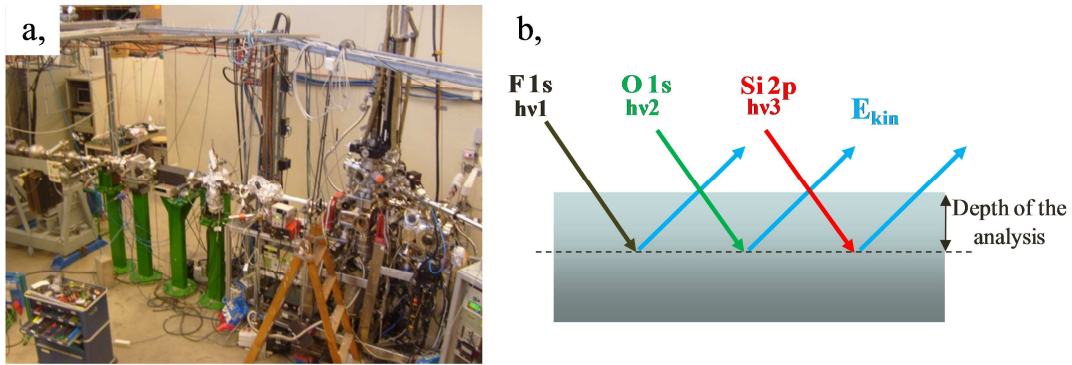 a,
b,
F 1s
hν1
O 1s
hν2
Si 2p
hν3
Ekin
Depth of the
analysis